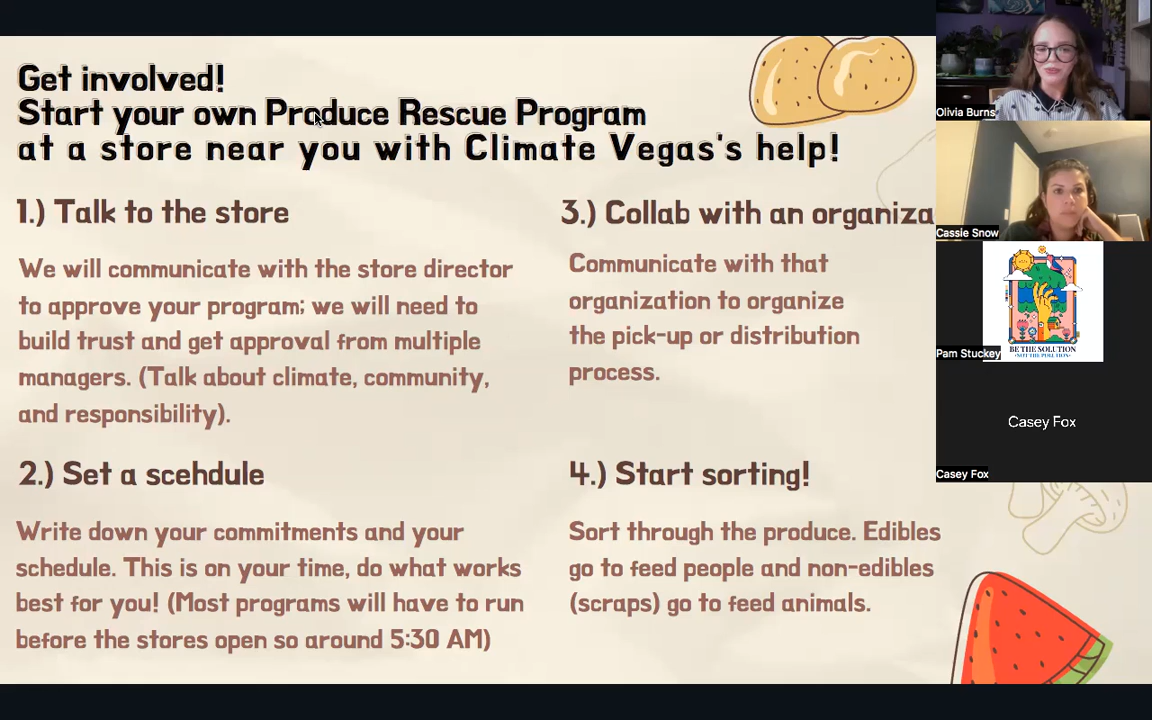 Get involved!
Start your own Produce Rescue Program
at a store near you with Climate Vegas's help!
1.) Talk to the store
We will communicate with the store director
to approve your program; we will need to
build trust and get approval from multiple
managers. (Talk about climate, community,
and responsibility).
2.) Set a scehdule
Write down your commitments and your
schedule. This is on your time, do what works
best for you! (Most programs will have to run
before the stores open so around 5:30 AM)
3.) Collab with an organiza
Communicate with that
organization to organize
the pick-up or distribution
process.
4.) Start sorting!
Sort through the produce. Edibles
go to feed people and non-edibles
(scraps) go to feed animals.
Olivia Burns
Cassie Snow
BE THE SOLUTION
NOT THE POLLUTION
Pam Stuckey
Casey Fox
Casey Fox